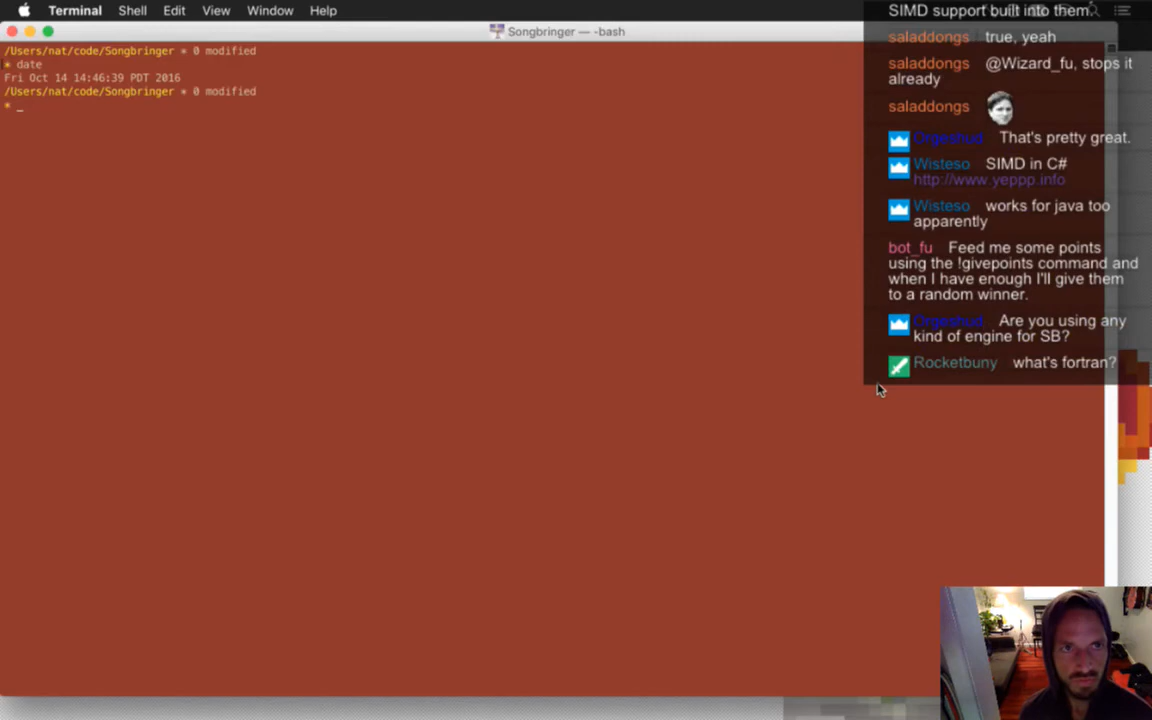 Terminal Shell Edit View Window Help
Songbringer — -bash
/Users/nat/code/Songbringer * 0 modified
* date
Fri Oct 14 14:46:39 PDT 2016
/Users/nat/code/Songbringer * 0 modified
* _
SIMD support built into them
saladdongs true, yeah
saladdongs @Wizard_fu, stops it
already
saladdongs
Orgeshud That's pretty great.
Wisteso SIMD in C#
http://www.yeppp.info
Wisteso works for java too
apparently
bot_fu Feed me some points
using the !givepoints command and
when I have enough I'll give them
to a random winner.
Orgeshud Are you using any
kind of engine for SB?
Rocketbuny what's fortran?